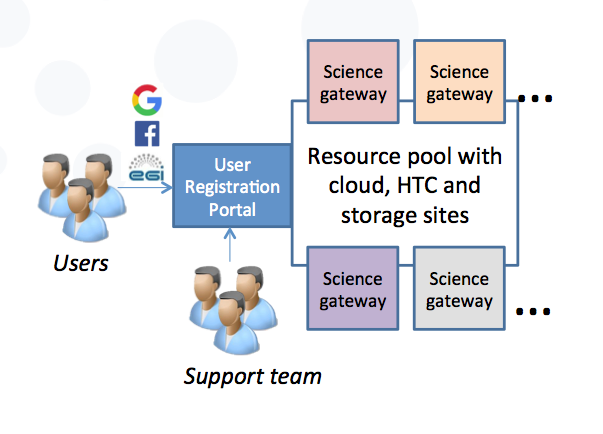 Science
gateway
Science
gateway
...
G
f
EGI
User
Registration
Portal
Resource pool with
cloud, HTC and
storage sites
Users
Science
gateway
Science
gateway
...
Support team